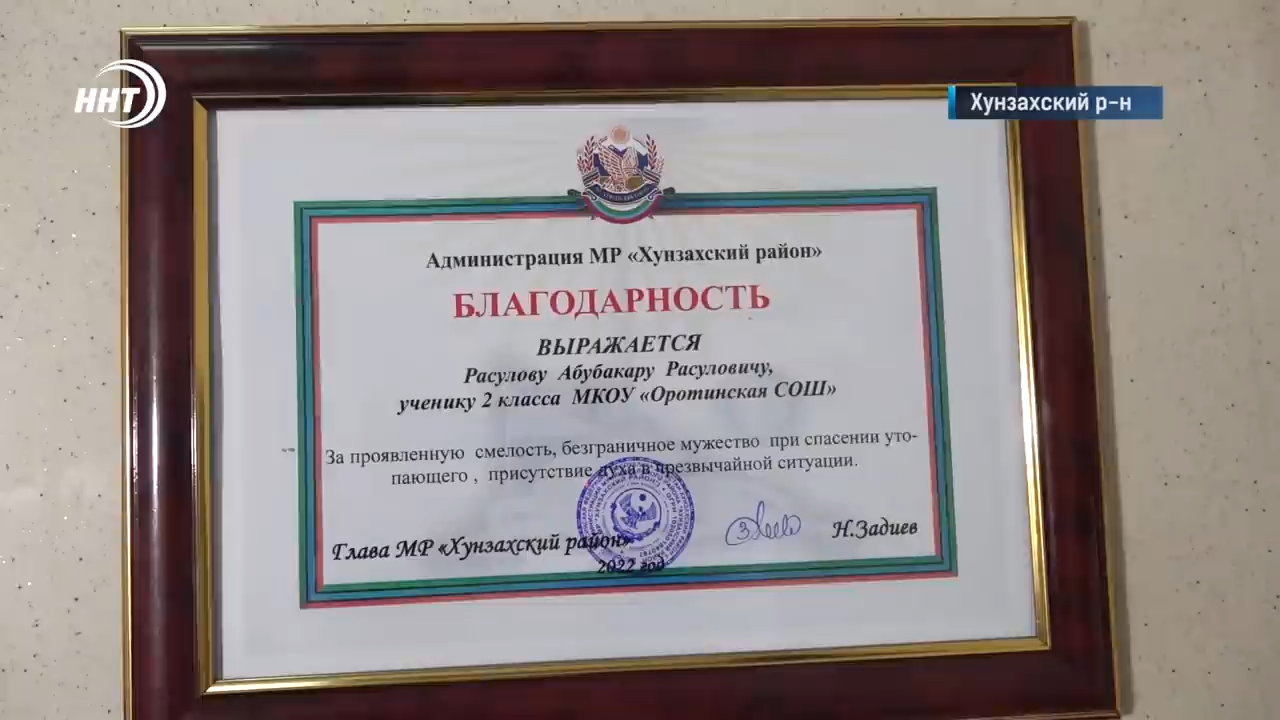 ННТ
Хунзахский р-н
Администрация МР «Хунзахский район»
БЛАГОДАРНОСТЬ
ВЫРАЖАЕТСЯ
Расулову Абубакару Расуловичу,
ученику 2 класса МКОУ «Оротинская СОШ»
За проявленную смелость, безграничное мужество при спасении уто-
пающего , присутствие духа в чрезвычайной ситуации.
Глава МР «Хунзахский район»
Н.Задиев
2022 год